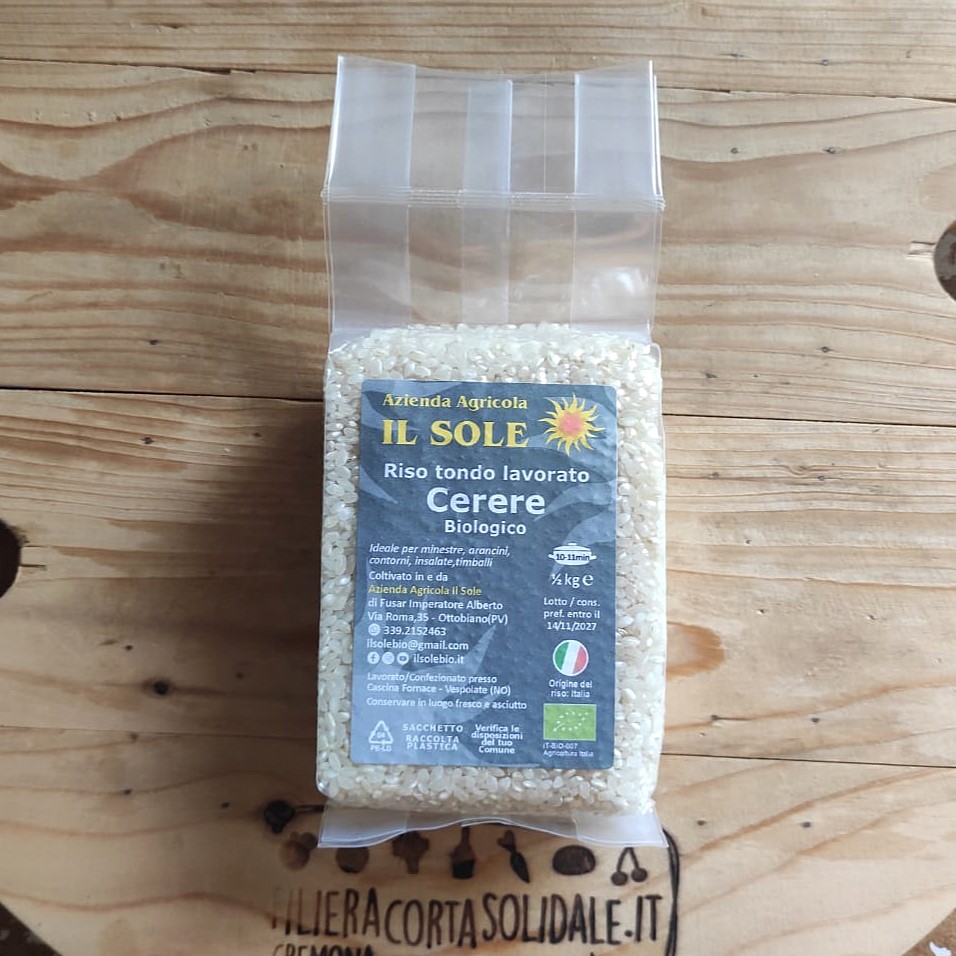 Azienda Agricola
IL SOLE
Riso tondo lavorato
Cerere
Biologico
Ideale per minestre, arancini,
contorni, insalate,timballi
Coltivato in e da
Azienda Agricola Il Sole
di Fusar Imperatore Alberto
Via Roma,35 - Ottobiano(PV)
339.2152463
ilsolebio@gmail.com
ilsolebio.it
Lavorato/Confezionato presso
Cascina Fornace - Vespolate (NO)
Conservare in luogo fresco e asciutto
04
PE-LD
SACCHETTO
RACCOLTA
PLASTICA
Verifica le
disposizioni
del tuo
Comune
10-11min
½ kg e
Lotto / cons.
pref. entro il
14/11/2027
Origine del
riso: Italia
IT-BIO-007
Agricoltura Italia
FILIERACORTASOLIDALE.IT
CREMONA